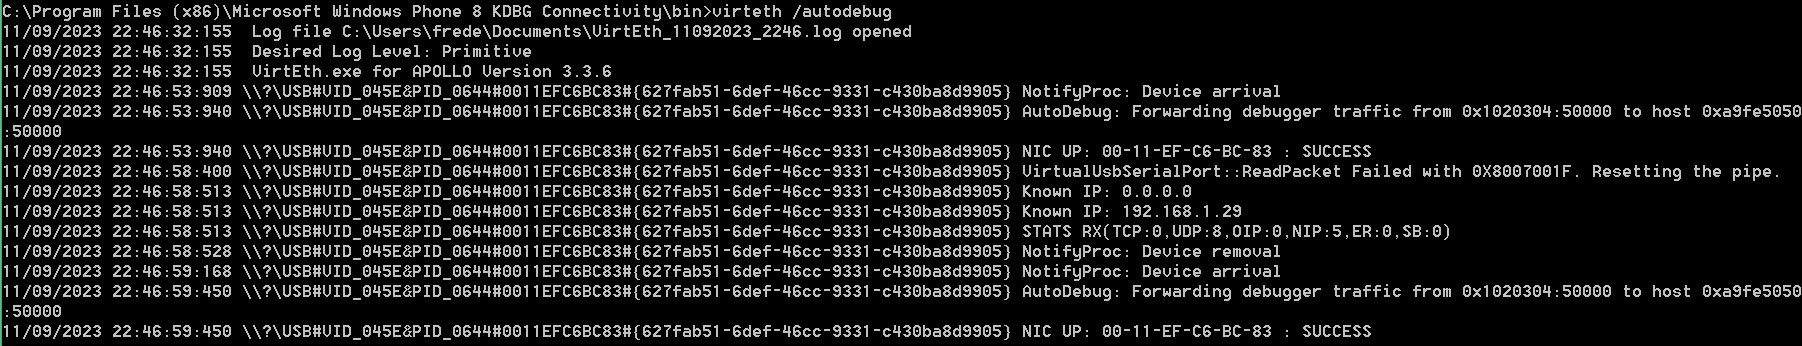 C:\Program Files (x86)\Microsoft Windows Phone 8 KDBG Connectivity\bin>virteth /autodebug
11/09/2023 22:46:32:155  Log file C:\Users\frede\Documents\VirtEth_11092023_2246.log opened
11/09/2023 22:46:32:155  Desired Log Level: Primitive
11/09/2023 22:46:32:155  VirtEth.exe for APOLLO Version 3.3.6
11/09/2023 22:46:53:909 \\?\USB#VID_045E&PID_0644#0011EFC6BC83#{627fab51-6def-46cc-9331-c430ba8d9905} NotifyProc: Device arrival
11/09/2023 22:46:53:940 \\?\USB#VID_045E&PID_0644#0011EFC6BC83#{627fab51-6def-46cc-9331-c430ba8d9905} AutoDebug: Forwarding debugger traffic from 0x1020304:50000 to host 0xa9fe5050
:50000
11/09/2023 22:46:53:940 \\?\USB#VID_045E&PID_0644#0011EFC6BC83#{627fab51-6def-46cc-9331-c430ba8d9905} NIC UP: 00-11-EF-C6-BC-83 : SUCCESS
11/09/2023 22:46:58:400 \\?\USB#VID_045E&PID_0644#0011EFC6BC83#{627fab51-6def-46cc-9331-c430ba8d9905} VirtualUsbSerialPort::ReadPacket Failed with 0X8007001F. Resetting the pipe.
11/09/2023 22:46:58:513 \\?\USB#VID_045E&PID_0644#0011EFC6BC83#{627fab51-6def-46cc-9331-c430ba8d9905} Known IP: 0.0.0.0
11/09/2023 22:46:58:513 \\?\USB#VID_045E&PID_0644#0011EFC6BC83#{627fab51-6def-46cc-9331-c430ba8d9905} Known IP: 192.168.1.29
11/09/2023 22:46:58:513 \\?\USB#VID_045E&PID_0644#0011EFC6BC83#{627fab51-6def-46cc-9331-c430ba8d9905} STATS RX(TCP:0,UDP:8,OIP:0,NIP:5,ER:0,SB:0)
11/09/2023 22:46:58:528 \\?\USB#VID_045E&PID_0644#0011EFC6BC83#{627fab51-6def-46cc-9331-c430ba8d9905} NotifyProc: Device removal
11/09/2023 22:46:59:168 \\?\USB#VID_045E&PID_0644#0011EFC6BC83#{627fab51-6def-46cc-9331-c430ba8d9905} NotifyProc: Device arrival
11/09/2023 22:46:59:450 \\?\USB#VID_045E&PID_0644#0011EFC6BC83#{627fab51-6def-46cc-9331-c430ba8d9905} AutoDebug: Forwarding debugger traffic from 0x1020304:50000 to host 0xa9fe5050
:50000
11/09/2023 22:46:59:450 \\?\USB#VID_045E&PID_0644#0011EFC6BC83#{627fab51-6def-46cc-9331-c430ba8d9905} NIC UP: 00-11-EF-C6-BC-83 : SUCCESS